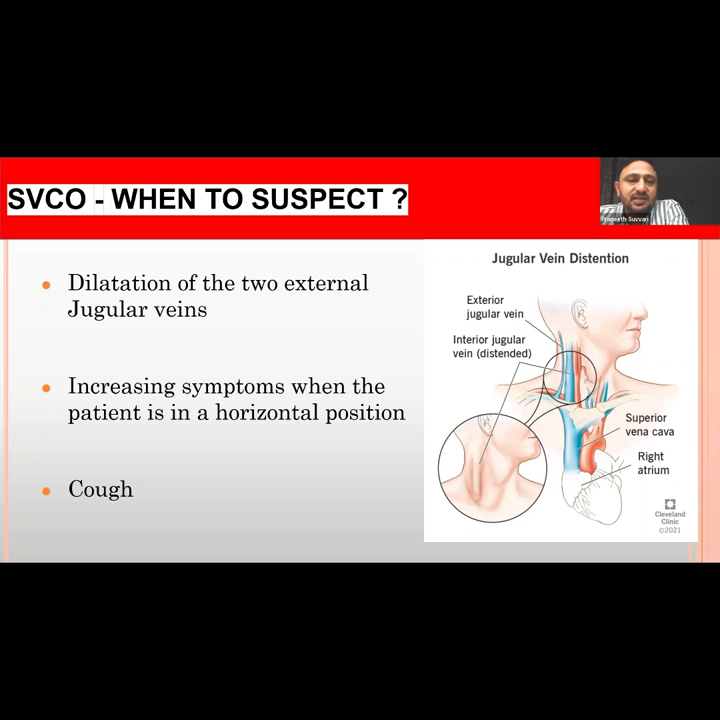 SVCO - WHEN TO SUSPECT ?
Praneeth Suvvari
Dilatation of the two external
Jugular veins
Increasing symptoms when the
patient is in a horizontal position
Cough
Jugular Vein Distention
Exterior
jugular vein
Interior jugular
vein (distended)
Superior
vena cava
Right
atrium
Cleveland
Clinic
©2021